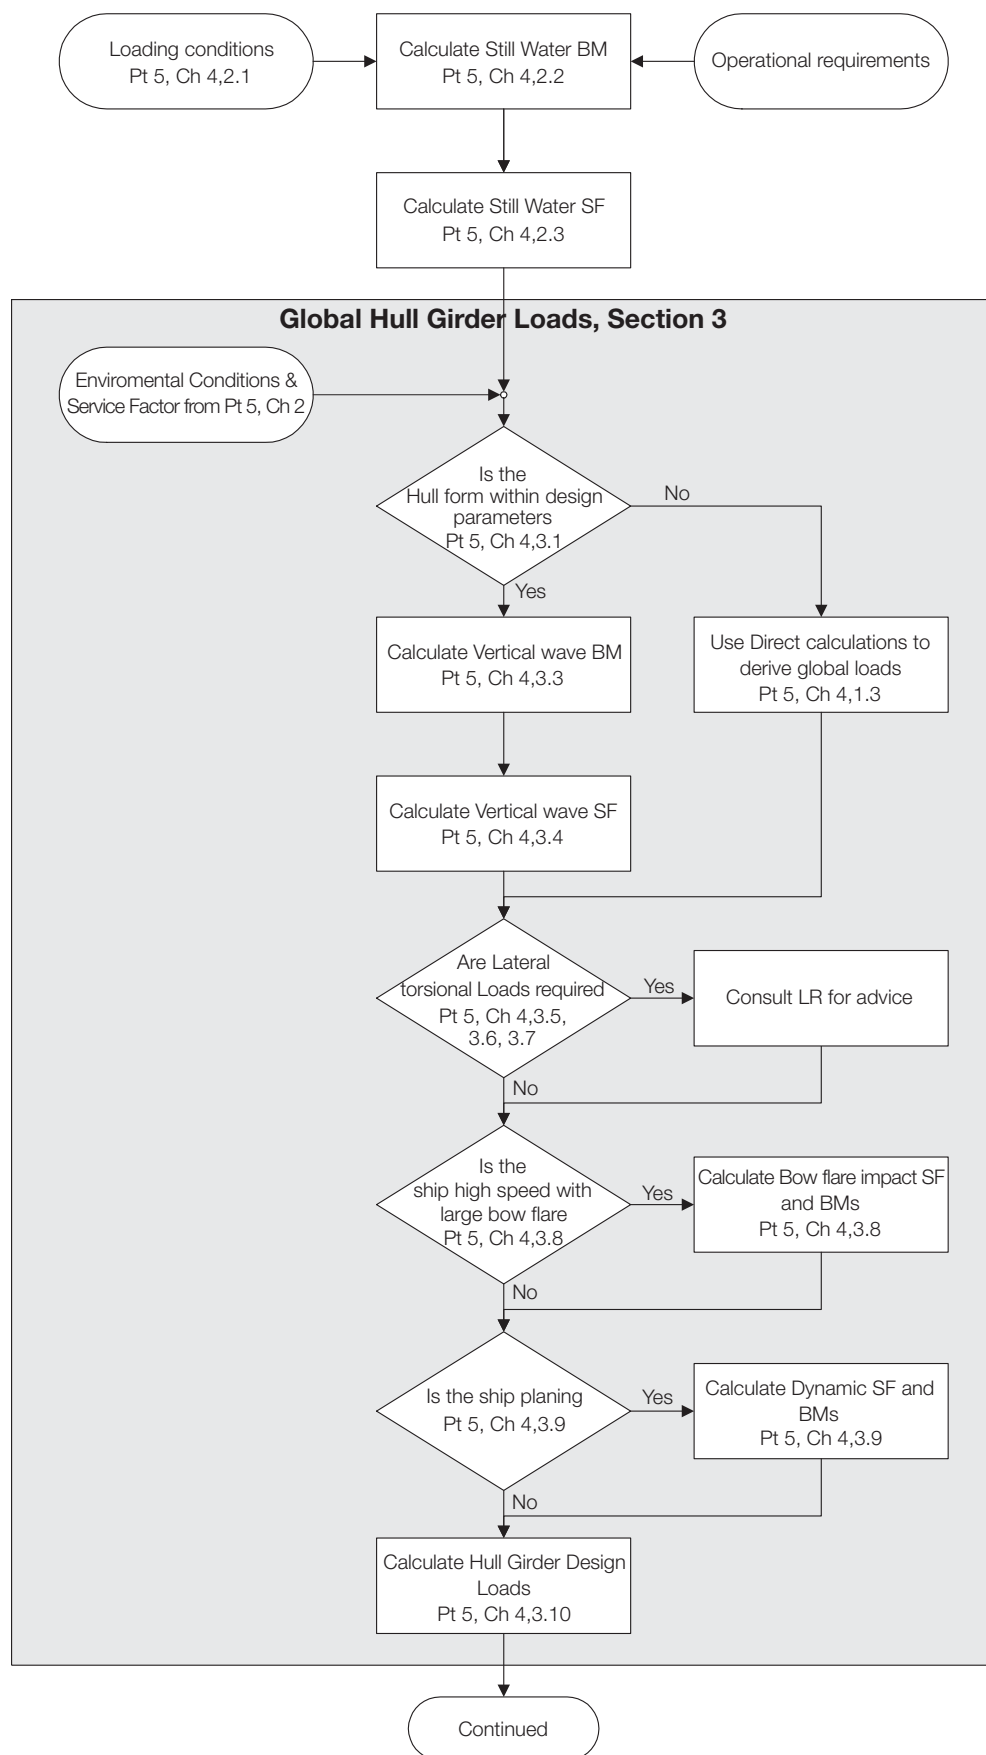 Loading conditions
Pt 5, Ch 4,2.1
Calculate Still Water BM
Pt 5, Ch 4,2.2
Operational requirements
Calculate Still Water SF
Pt 5, Ch 4,2.3
Global Hull Girder Loads, Section 3
Enviromental Conditions &
Service Factor from Pt 5, Ch 2
Is the
Hull form within design
parameters
Pt 5, Ch 4,3.1
No
Yes
Calculate Vertical wave BM
Pt 5, Ch 4,3.3
Use Direct calculations to
derive global loads
Pt 5, Ch 4,1.3
Calculate Vertical wave SF
Pt 5, Ch 4,3.4
Are Lateral
torsional Loads required
Pt 5, Ch 4,3.5,
3.6, 3.7
Yes
Consult LR for advice
No
Is the
ship high speed with
large bow flare
Pt 5, Ch 4,3.8
Yes
Calculate Bow flare impact SF
and BMs
Pt 5, Ch 4,3.8
No
Is the ship planing
Pt 5, Ch 4,3.9
Yes
Calculate Dynamic SF and
BMs
Pt 5, Ch 4,3.9
No
Calculate Hull Girder Design
Loads
Pt 5, Ch 4,3.10
Continued